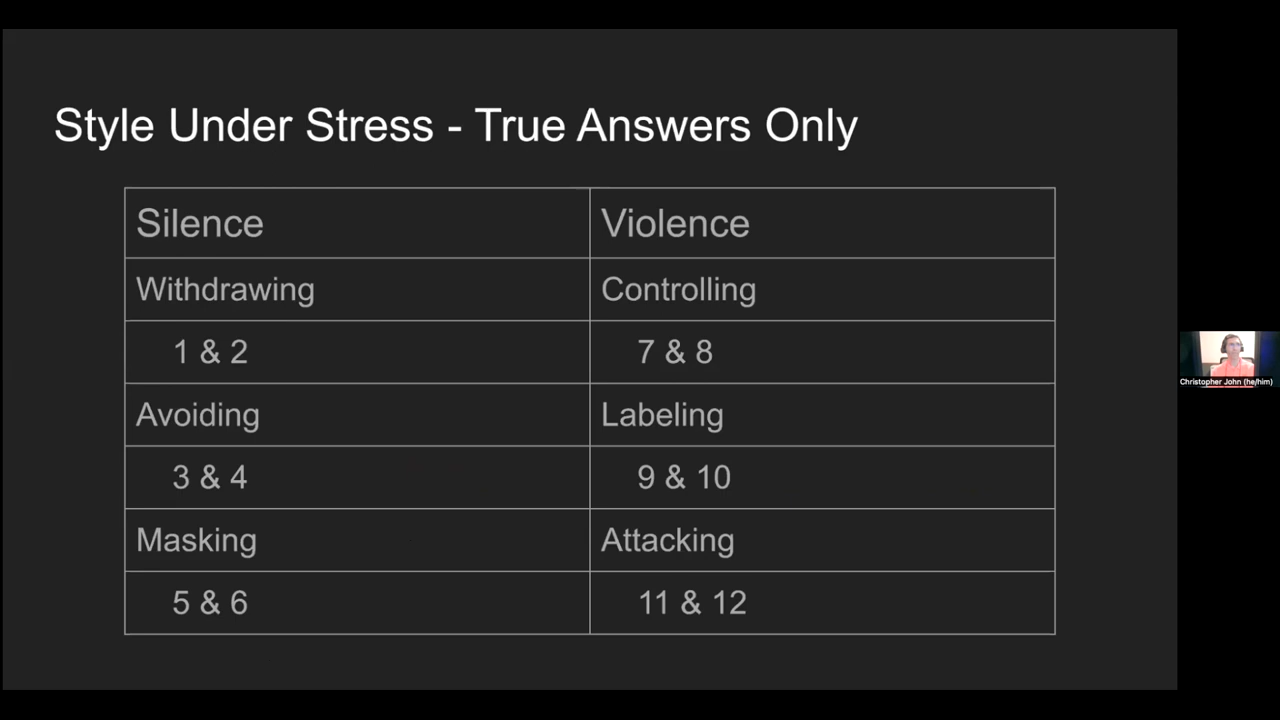 Style Under Stress - True Answers Only
Silence Violence
Withdrawing Controlling
1 & 2 7 & 8
Avoiding Labeling
3 & 4 9 & 10
Masking Attacking
5 & 6 11 & 12
Christopher John (he/him)